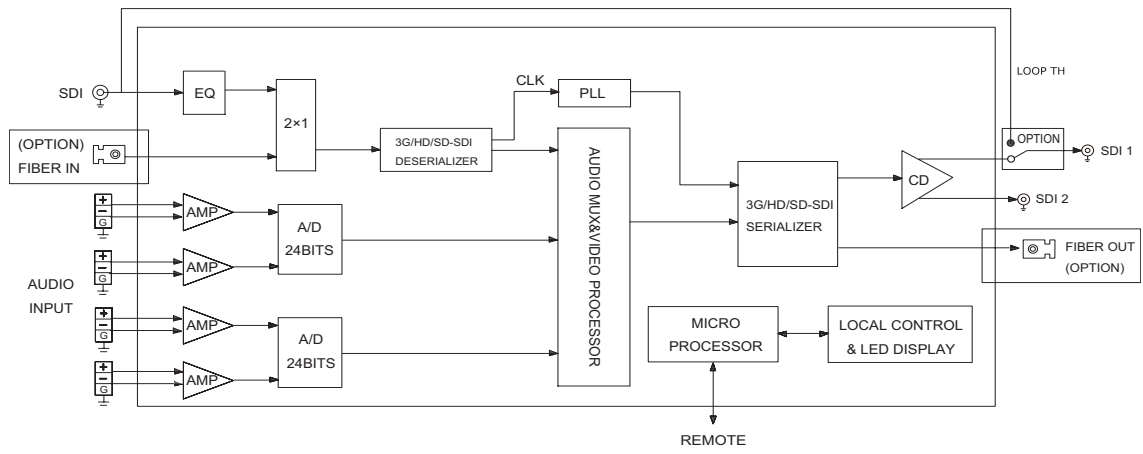 SDI
EQ
2×1
CLK
PLL
LOOP TH
(OPTION)
FIBER IN
3G/HD/SD-SDI
DESERIALIZER
AUDIO MUX&VIDEO PROCESSOR
3G/HD/SD-SDI
SERIALIZER
CD
OPTION
SDI 1
SDI 2
FIBER OUT
(OPTION)
AUDIO
INPUT
+
−
G
AMP
+
−
G
AMP
A/D
24BITS
+
−
G
AMP
+
−
G
AMP
A/D
24BITS
MICRO
PROCESSOR
LOCAL CONTROL
& LED DISPLAY
REMOTE